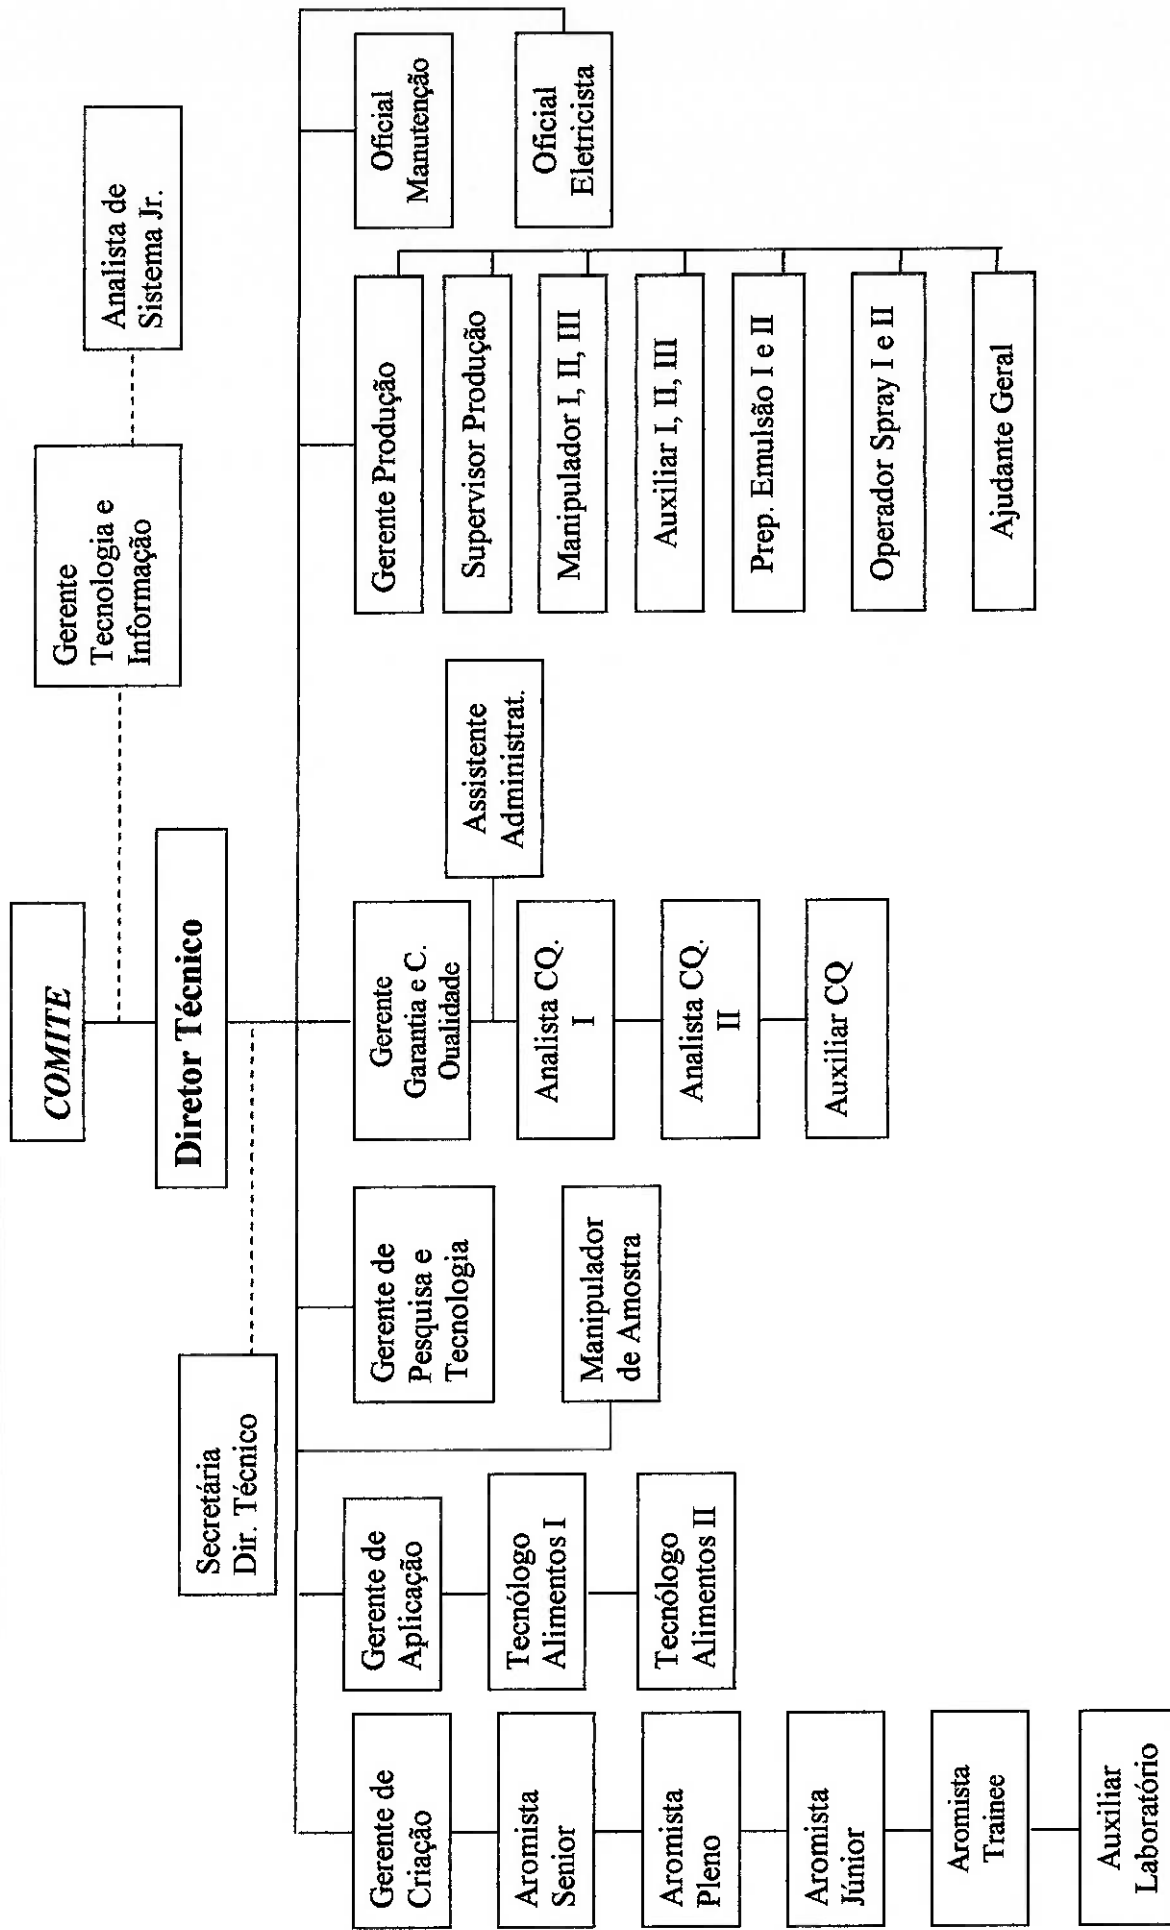 COMITE
Gerente
Tecnologia e
Informação
Analista de
Sistema Jr.
Diretor Técnico
Secretária
Dir. Técnico
Gerente de
Criação
Aromista
Senior
Aromista
Pleno
Aromista
Júnior
Aromista
Trainee
Auxiliar
Laboratório
Gerente de
Aplicação
Tecnólogo
Alimentos I
Tecnólogo
Alimentos II
Gerente de
Pesquisa e
Tecnologia
Manipulador
de Amostra
Gerente
Garantia e C.
Qualidade
Assistente
Administrat.
Analista CQ.
I
Analista CQ.
II
Auxiliar CQ
Gerente Produção
Supervisor Produção
Manipulador I, II, III
Auxiliar I, II, III
Prep. Emulsão I e II
Operador Spray I e II
Ajudante Geral
Oficial
Manutenção
Oficial
Eletricista